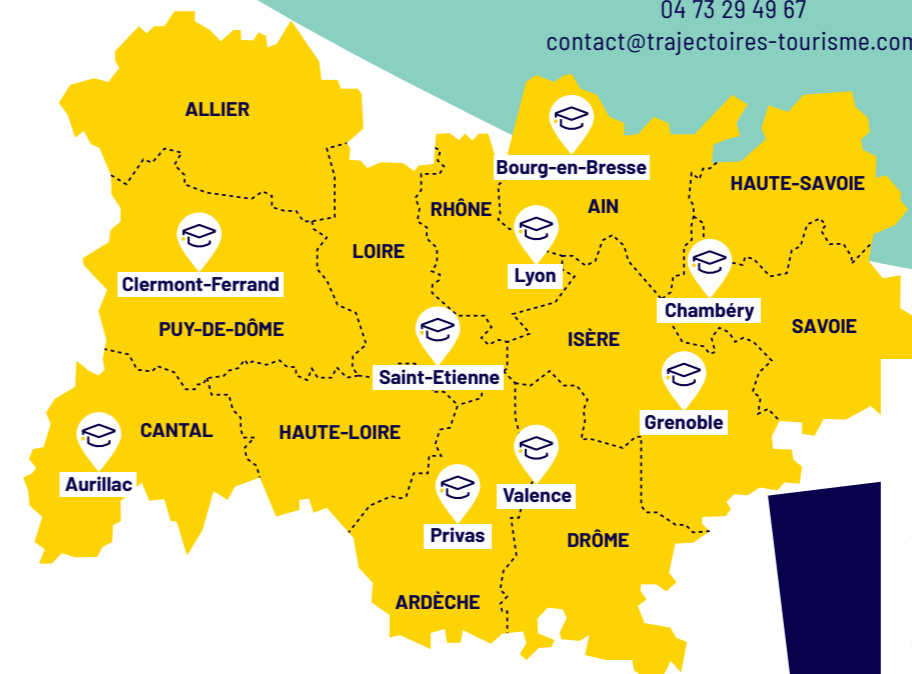 04 73 29 49 67
contact@trajectoires-tourisme.com
ALLIER
Bourg-en-Bresse
HAUTE-SAVOIE
RHÔNE
AIN
LOIRE
Lyon
Clermont-Ferrand
Chambéry
PUY-DE-DÔME
ISÈRE
SAVOIE
Saint-Etienne
Grenoble
CANTAL
HAUTE-LOIRE
Aurillac
Valence
Privas
DRÔME
ARDÈCHE